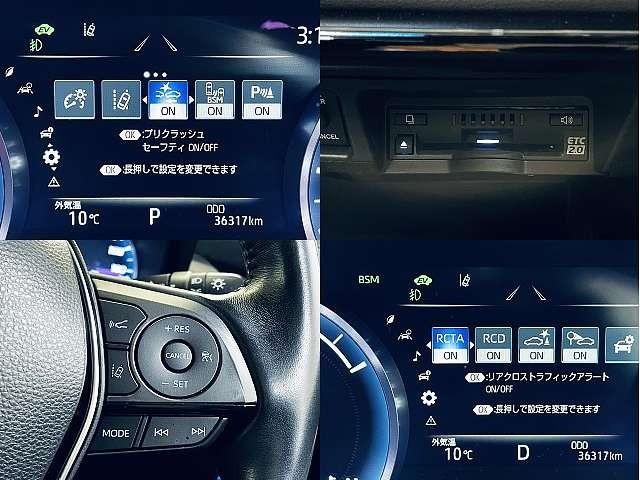 EV
3:1
ON
BSM
ON
P
ON
OK:プリクラッシュ
セーフティ ON/OFF
OK:長押しで設定を変更できます
外気温
10℃
P
ODO
36317km
R
CANCEL
ETC
2.0
+ RES
CANCEL
− SET
MODE
BSM
EV
RCTA
RCD
ON
ON
ON
ON
OK:リアクロストラフィックアラート
ON/OFF
OK:長押しで設定を変更できます
外気温
10℃
D
ODO
36317km